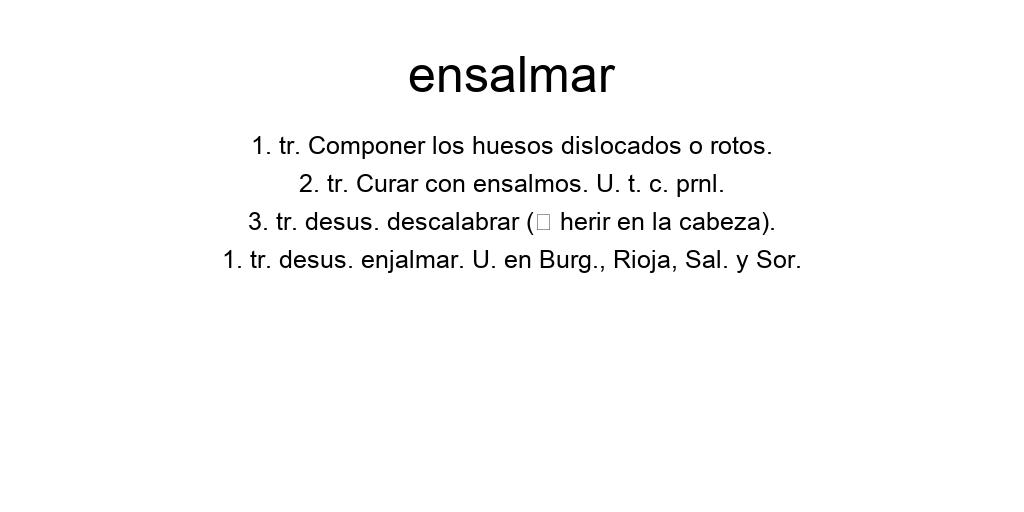 ensalmar
1. tr. Componer los huesos dislocados o rotos.
2. tr. Curar con ensalmos. U. t. c. prnl.
3. tr. desus. descalabrar (□ herir en la cabeza).
1. tr. desus. enjalmar. U. en Burg., Rioja, Sal. y Sor.